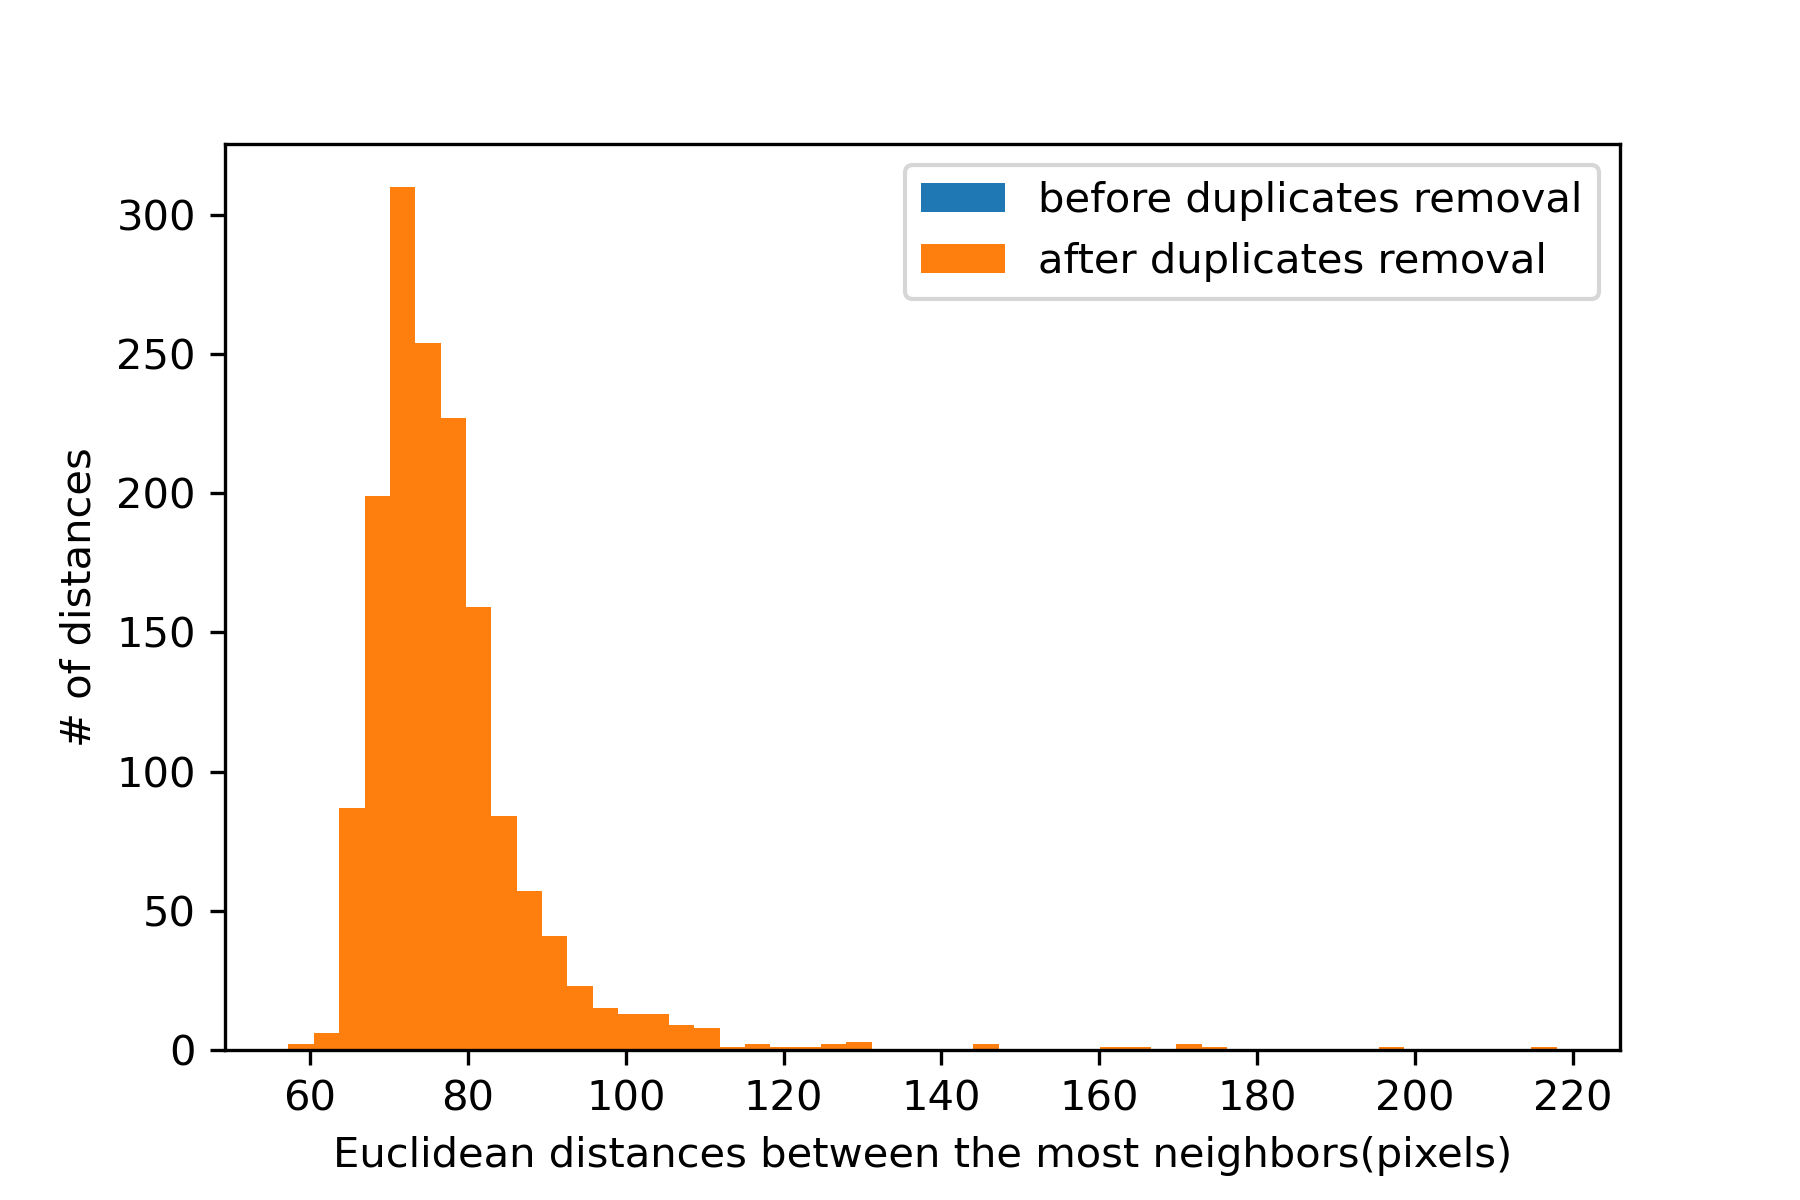 before duplicates removal
after duplicates removal
300
250
200
150
100
50
0
# of distances
60 80 100 120 140 160 180 200 220
Euclidean distances between the most neighbors(pixels)